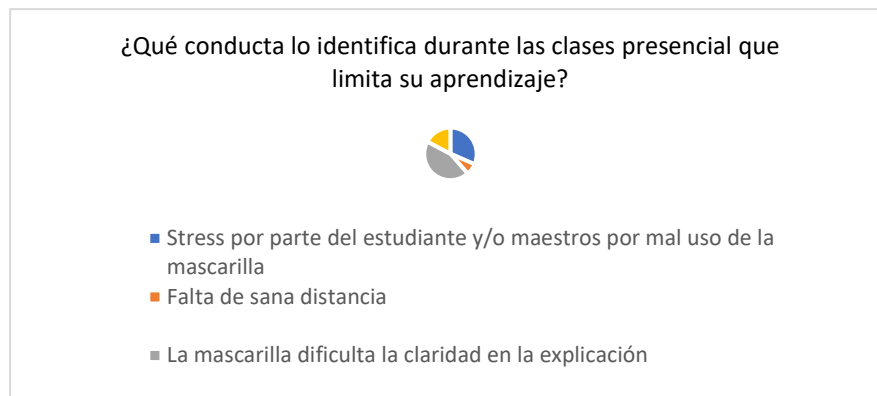 ¿Qué conducta lo identifica durante las clases presencial que
limita su aprendizaje?
Stress por parte del estudiante y/o maestros por mal uso de la
mascarilla
Falta de sana distancia
La mascarilla dificulta la claridad en la explicación